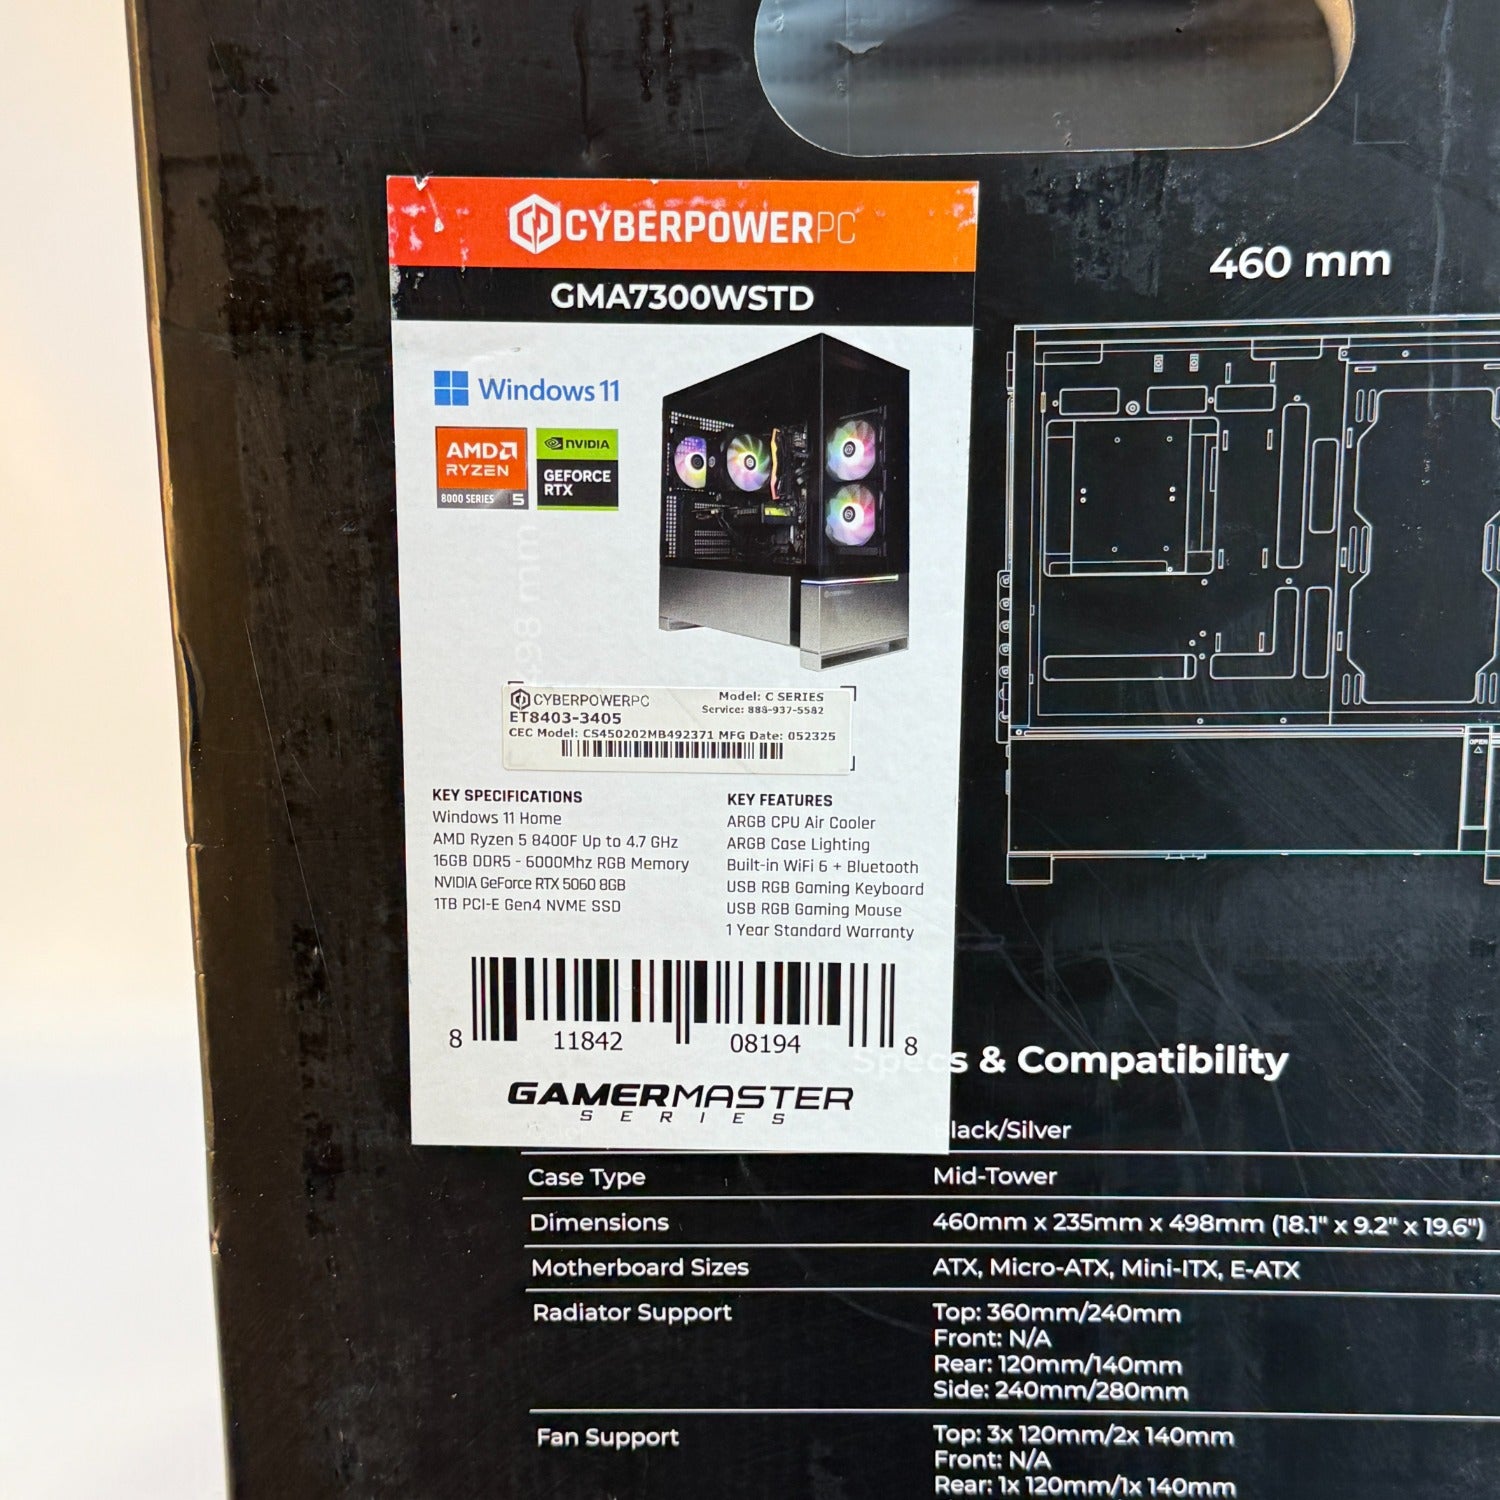 CYBERPOWERPC
GMA7300WSTD
460 mm
Windows 11
AMD
RYZEN
8000 SERIES 5
NVIDIA
GEFORCE
RTX
98 mm
CYBERPOWERPC
Model: C SERIES
Service: 888-937-5582
ET8403-3405
CEC Model: CS450202MB492371 MFG Date: 052325
OPEN
KEY SPECIFICATIONS
Windows 11 Home
AMD Ryzen 5 8400F Up to 4.7 GHz
16GB DDR5 - 6000Mhz RGB Memory
NVIDIA GeForce RTX 5060 8GB
1TB PCI-E Gen4 NVME SSD
KEY FEATURES
ARGB CPU Air Cooler
ARGB Case Lighting
Built-in WiFi 6 + Bluetooth
USB RGB Gaming Keyboard
USB RGB Gaming Mouse
1 Year Standard Warranty
8 11842 08194 8
GAMERMASTER
SERIES
Specs & Compatibility
lack/Silver
Case Type Mid-Tower
Dimensions 460mm x 235mm x 498mm (18.1" x 9.2" x 19.6")
Motherboard Sizes ATX, Micro-ATX, Mini-ITX, E-ATX
Radiator Support Top: 360mm/240mm
Front: N/A
Rear: 120mm/140mm
Side: 240mm/280mm
Fan Support Top: 3x 120mm/2x 140mm
Front: N/A
Rear: 1x 120mm/1x 140mm